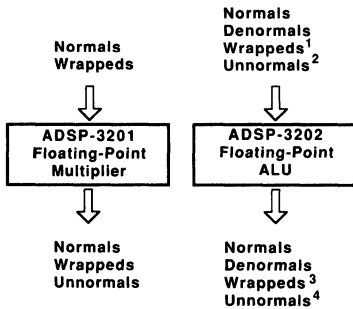 Normals
Wrappeds
ADSP-3201
Floating-Point
Multiplier
Normals
Wrappeds
Unnormals
Normals
Denormals
Wrappeds¹
Unnormals²
ADSP-3202
Floating-Point
ALU
Normals
Denormals
Wrappeds³
Unnormals⁴